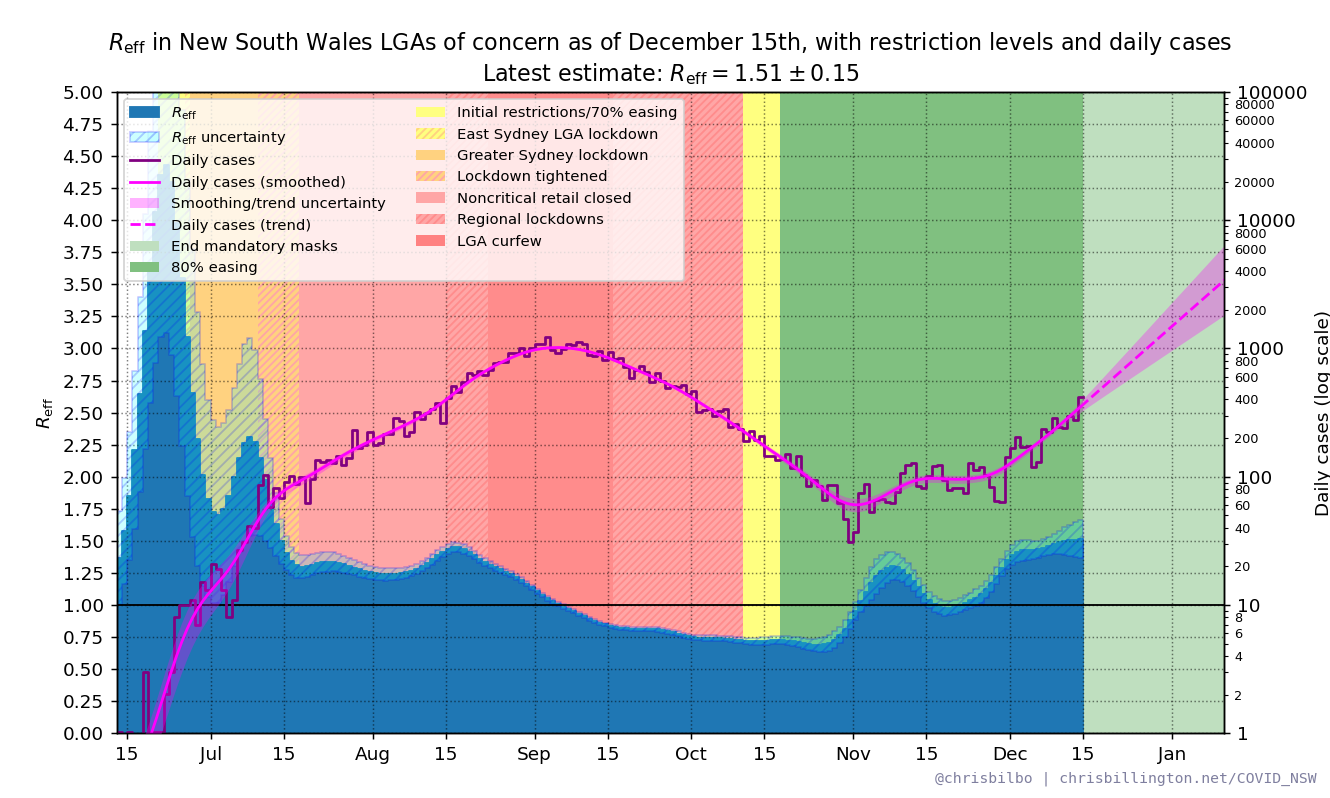 Reff in New South Wales LGAs of concern as of December 15th, with restriction levels and daily cases
Latest estimate: Reff = 1.51 ± 0.15
Reff
Reff uncertainty
Daily cases
Daily cases (smoothed)
Smoothing/trend uncertainty
Daily cases (trend)
End mandatory masks
80% easing
Initial restrictions/70% easing
East Sydney LGA lockdown
Greater Sydney lockdown
Lockdown tightened
Noncritical retail closed
Regional lockdowns
LGA curfew
Reff
5.00
4.75
4.50
4.25
4.00
3.75
3.50
3.25
3.00
2.75
2.50
2.25
2.00
1.75
1.50
1.25
1.00
0.75
0.50
0.25
0.00
100000
80000
60000
40000
20000
10000
8000
6000
4000
2000
1000
800
600
400
200
100
80
60
40
20
10
8
6
4
2
1
Daily cases (log scale)
15 Jul 15 Aug 15 Sep 15 Oct 15 Nov 15 Dec 15 Jan
@chrisbilbo | chrisbillington.net/COVID_NSW